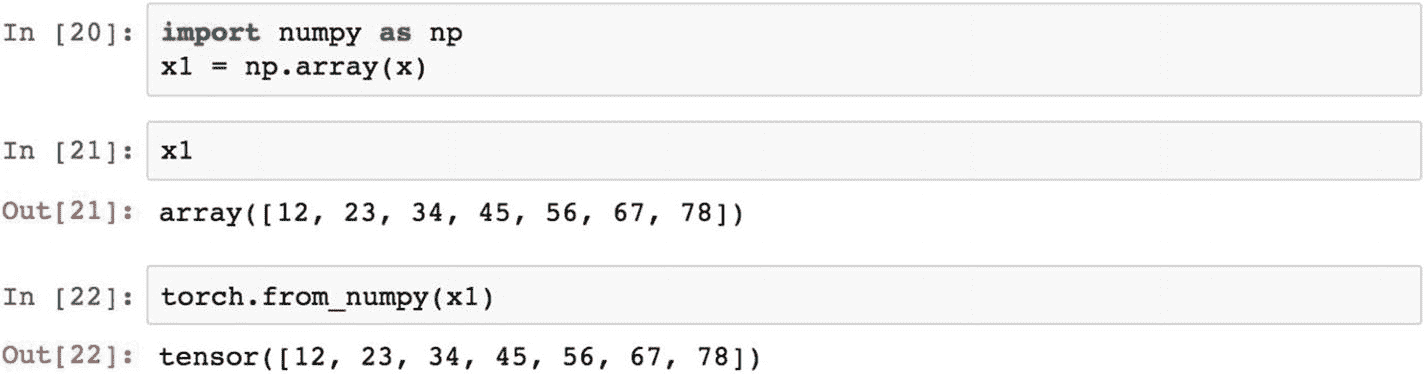 In [20]: import numpy as np
x1 = np.array(x)
In [21]: x1
Out[21]: array([12, 23, 34, 45, 56, 67, 78])
In [22]: torch.from_numpy(x1)
Out[22]: tensor([12, 23, 34, 45, 56, 67, 78])